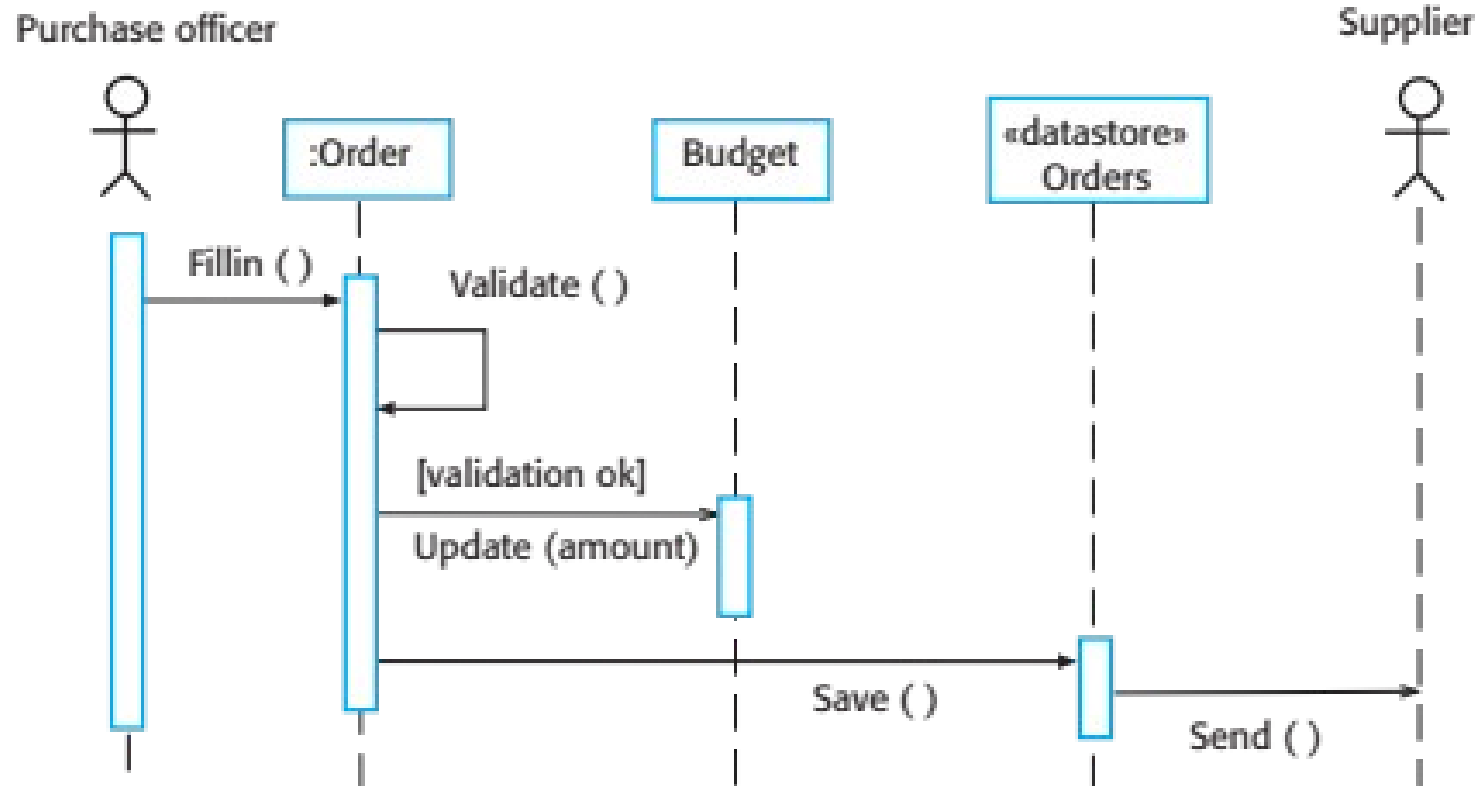 Purchase officer
Supplier
:Order
Budget
«datastore»
Orders
Fillin ( )
Validate ( )
[validation ok]
Update (amount)
Save ( )
Send ( )